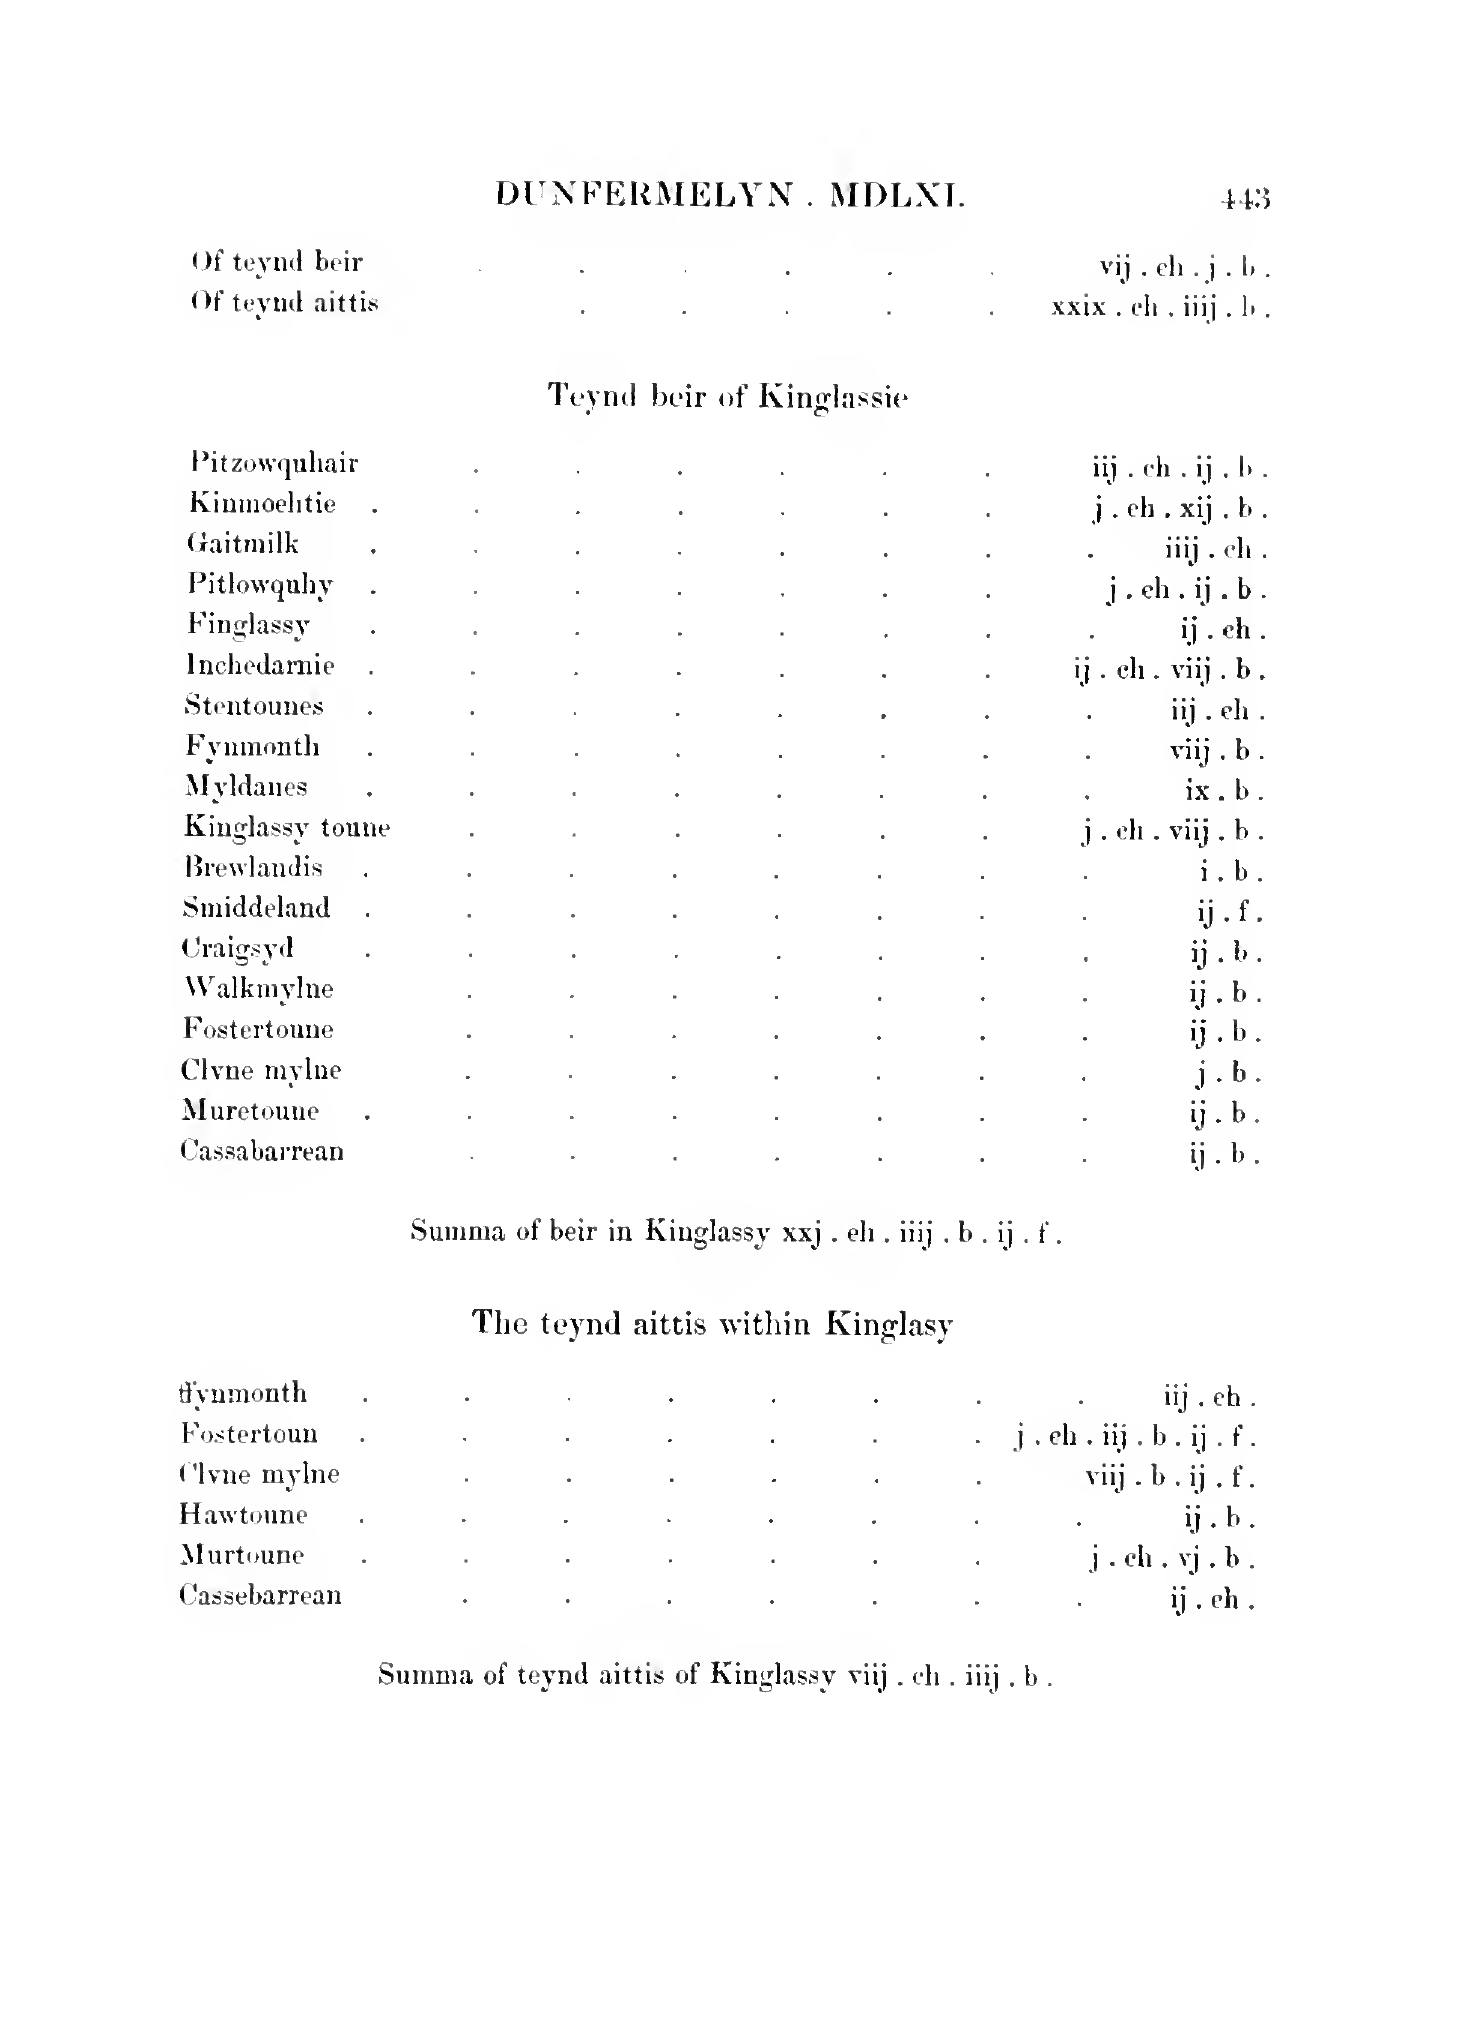 DUNFERMELYN . MDLXI. 443
Of teynd beir . . . . . . vij . ch . j . b .
Of teynd aittis . . . . . xxix . ch . iiij . b .
Teynd beir of Kinglassie
Pitzowquhair . . . . . . iij . ch . ij . b .
Kinmochtie . . . . . . . j . ch . xij . b .
Gaitmilk . . . . . . . . iiij . ch .
Pitlowquhy . . . . . . . j . ch . ij . b .
Finglassy . . . . . . . . ij . ch .
Inchedarnie . . . . . . . ij . ch . viij . b .
Stentounes . . . . . . . . iij . ch .
Fynmonth . . . . . . . . viij . b .
Myldanes . . . . . . . . ix . b .
Kinglassy toune . . . . . . j . ch . viij . b .
Brewlandis . . . . . . . . i . b .
Smiddeland . . . . . . . . ij . f .
Craigsyd . . . . . . . . ij . b .
Walkmylne . . . . . . . ij . b .
Fostertoune . . . . . . . ij . b .
Clvne mylne . . . . . . . j . b .
Muretoune . . . . . . . . ij . b .
Cassabarrean . . . . . . . ij . b .
Summa of beir in Kinglassy xxj . ch . iiij . b . ij . f .
The teynd aittis within Kinglasy
ffynmonth . . . . . . . . iij . ch .
Fostertoun . . . . . . . j . ch . iij . b . ij . f .
Clvne mylne . . . . . . viij . b . ij . f .
Hawtoune . . . . . . . . ij . b .
Murtoune . . . . . . . j . ch . vj . b .
Cassebarrean . . . . . . . ij . ch .
Summa of teynd aittis of Kinglassy viij . ch . iiij . b .